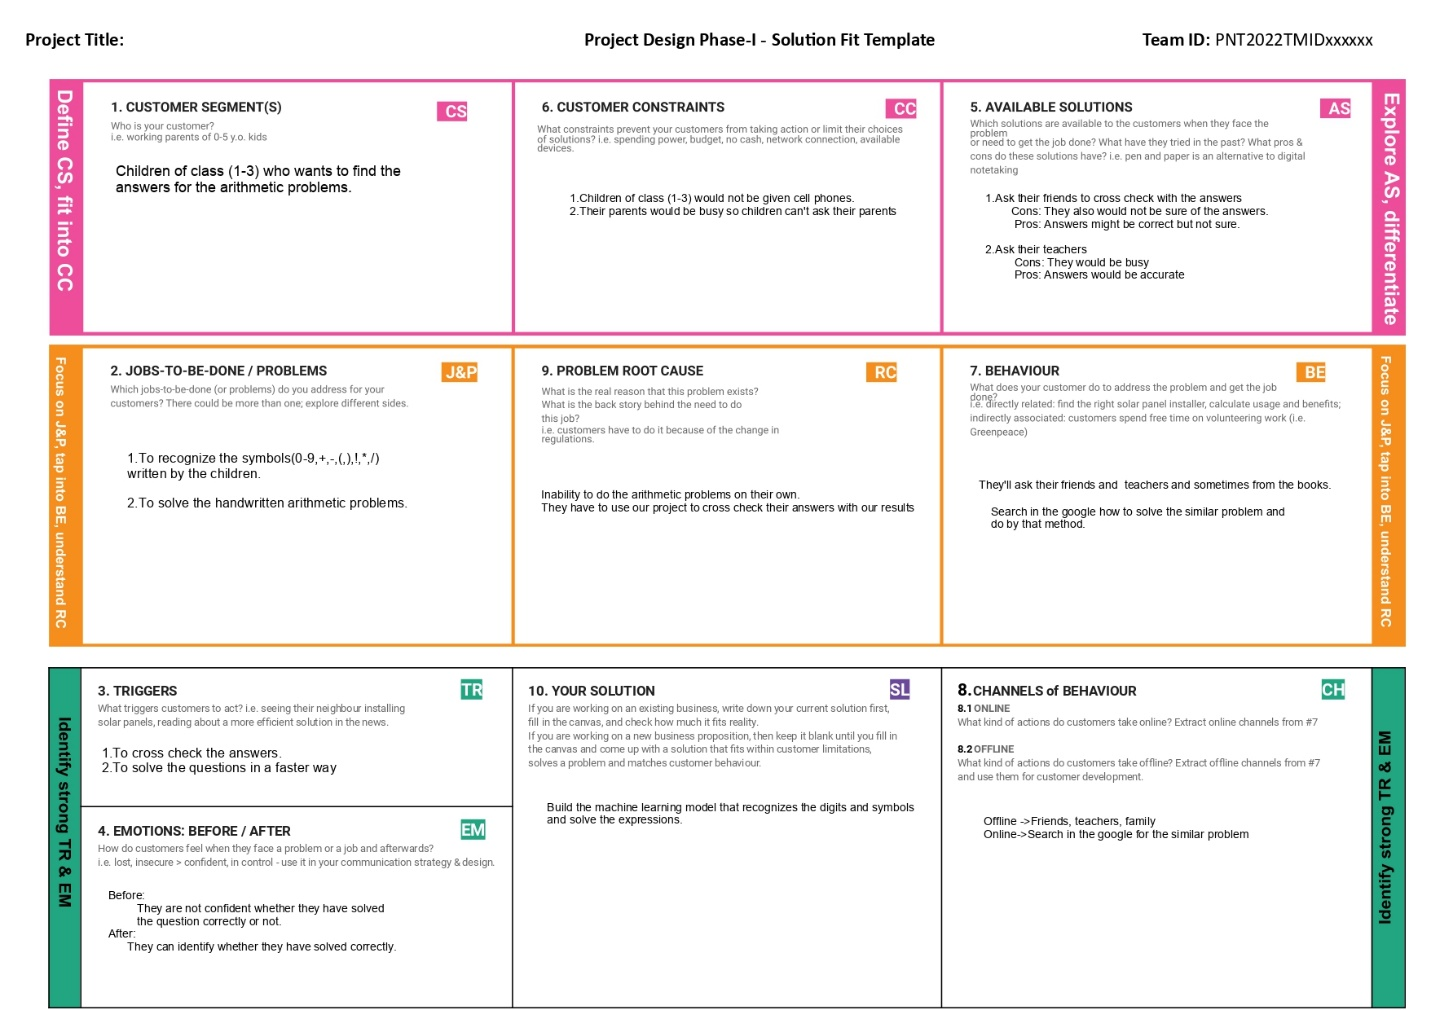 Project Title:
Project Design Phase-I - Solution Fit Template
Team ID: PNT2022TMIDxxxxxx
Define CS, fit into CC
1. CUSTOMER SEGMENT(S)
CS
Who is your customer?
i.e. working parents of 0-5 y.o. kids
Children of class (1-3) who wants to find the
answers for the arithmetic problems.
6. CUSTOMER CONSTRAINTS
CC
What constraints prevent your customers from taking action or limit their choices
of solutions? i.e. spending power, budget, no cash, network connection, available
devices.
1.Children of class (1-3) would not be given cell phones.
2.Their parents would be busy so children can't ask their parents
5. AVAILABLE SOLUTIONS
AS
Which solutions are available to the customers when they face the
problem
or need to get the job done? What have they tried in the past? What pros &
cons do these solutions have? i.e. pen and paper is an alternative to digital
notetaking
1.Ask their friends to cross check with the answers
Cons: They also would not be sure of the answers.
Pros: Answers might be correct but not sure.
2.Ask their teachers
Cons: They would be busy
Pros: Answers would be accurate
Explore AS, differentiate
Focus on J&P, tap into BE, understand RC
2. JOBS-TO-BE-DONE / PROBLEMS
J&P
Which jobs-to-be-done (or problems) do you address for your
customers? There could be more than one; explore different sides.
1.To recognize the symbols(0-9,+,-,(,),!,*,/)
written by the children.
2.To solve the handwritten arithmetic problems.
9. PROBLEM ROOT CAUSE
RC
What is the real reason that this problem exists?
What is the back story behind the need to do
this job?
i.e. customers have to do it because of the change in
regulations.
Inability to do the arithmetic problems on their own.
They have to use our project to cross check their answers with our results
7. BEHAVIOUR
BE
What does your customer do to address the problem and get the job
done?
i.e. directly related: find the right solar panel installer, calculate usage and benefits;
indirectly associated: customers spend free time on volunteering work (i.e.
Greenpeace)
They'll ask their friends and  teachers and sometimes from the books.
Search in the google how to solve the similar problem and
do by that method.
Focus on J&P, tap into BE, understand RC
Identify strong TR & EM
3. TRIGGERS
TR
What triggers customers to act? i.e. seeing their neighbour installing
solar panels, reading about a more efficient solution in the news.
1.To cross check the answers.
2.To solve the questions in a faster way
4. EMOTIONS: BEFORE / AFTER
EM
How do customers feel when they face a problem or a job and afterwards?
i.e. lost, insecure > confident, in control - use it in your communication strategy & design.
Before:
They are not confident whether they have solved
the question correctly or not.
After:
They can identify whether they have solved correctly.
10. YOUR SOLUTION
SL
If you are working on an existing business, write down your current solution first,
fill in the canvas, and check how much it fits reality.
If you are working on a new business proposition, then keep it blank until you fill in
the canvas and come up with a solution that fits within customer limitations,
solves a problem and matches customer behaviour.
Build the machine learning model that recognizes the digits and symbols
and solve the expressions.
8.CHANNELS of BEHAVIOUR
CH
8.1 ONLINE
What kind of actions do customers take online? Extract online channels from #7
8.2 OFFLINE
What kind of actions do customers take offline? Extract offline channels from #7
and use them for customer development.
Offline ->Friends, teachers, family
Online->Search in the google for the similar problem
Identify strong TR & EM